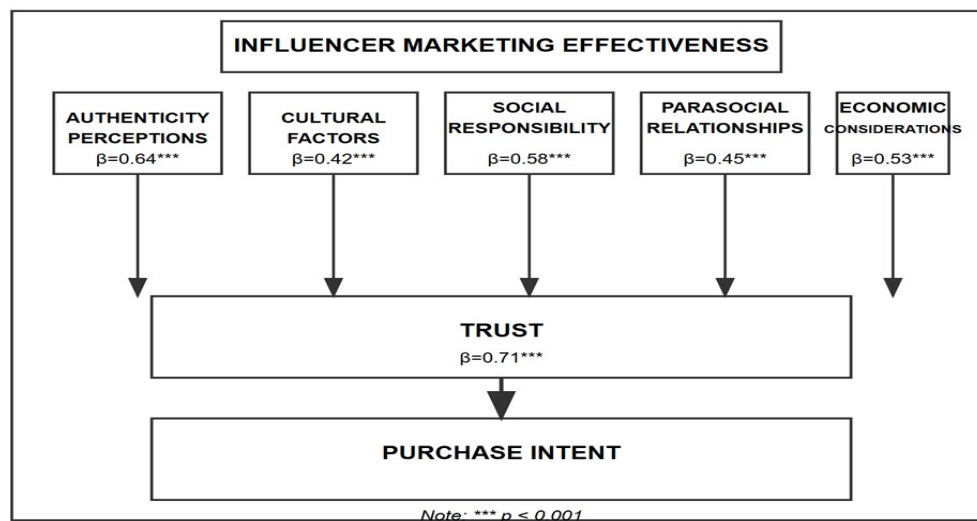 INFLUENCER MARKETING EFFECTIVENESS
AUTHENTICITY
PERCEPTIONS
β=0.64***
CULTURAL
FACTORS
β=0.42***
SOCIAL
RESPONSIBILITY
β=0.58***
PARASOCIAL
RELATIONSHIPS
β=0.45***
ECONOMIC
CONSIDERATIONS
β=0.53***
TRUST
β=0.71***
PURCHASE INTENT
Note: *** p < 0.001